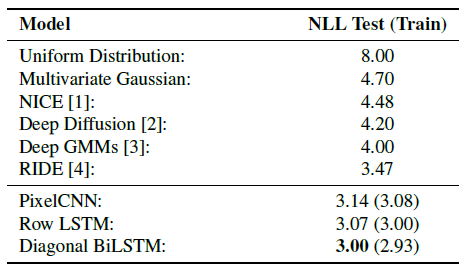 Model NLL Test (Train)
Uniform Distribution: 8.00
Multivariate Gaussian: 4.70
NICE [1]: 4.48
Deep Diffusion [2]: 4.20
Deep GMMs [3]: 4.00
RIDE [4]: 3.47
PixelCNN: 3.14 (3.08)
Row LSTM: 3.07 (3.00)
Diagonal BiLSTM: 3.00 (2.93)